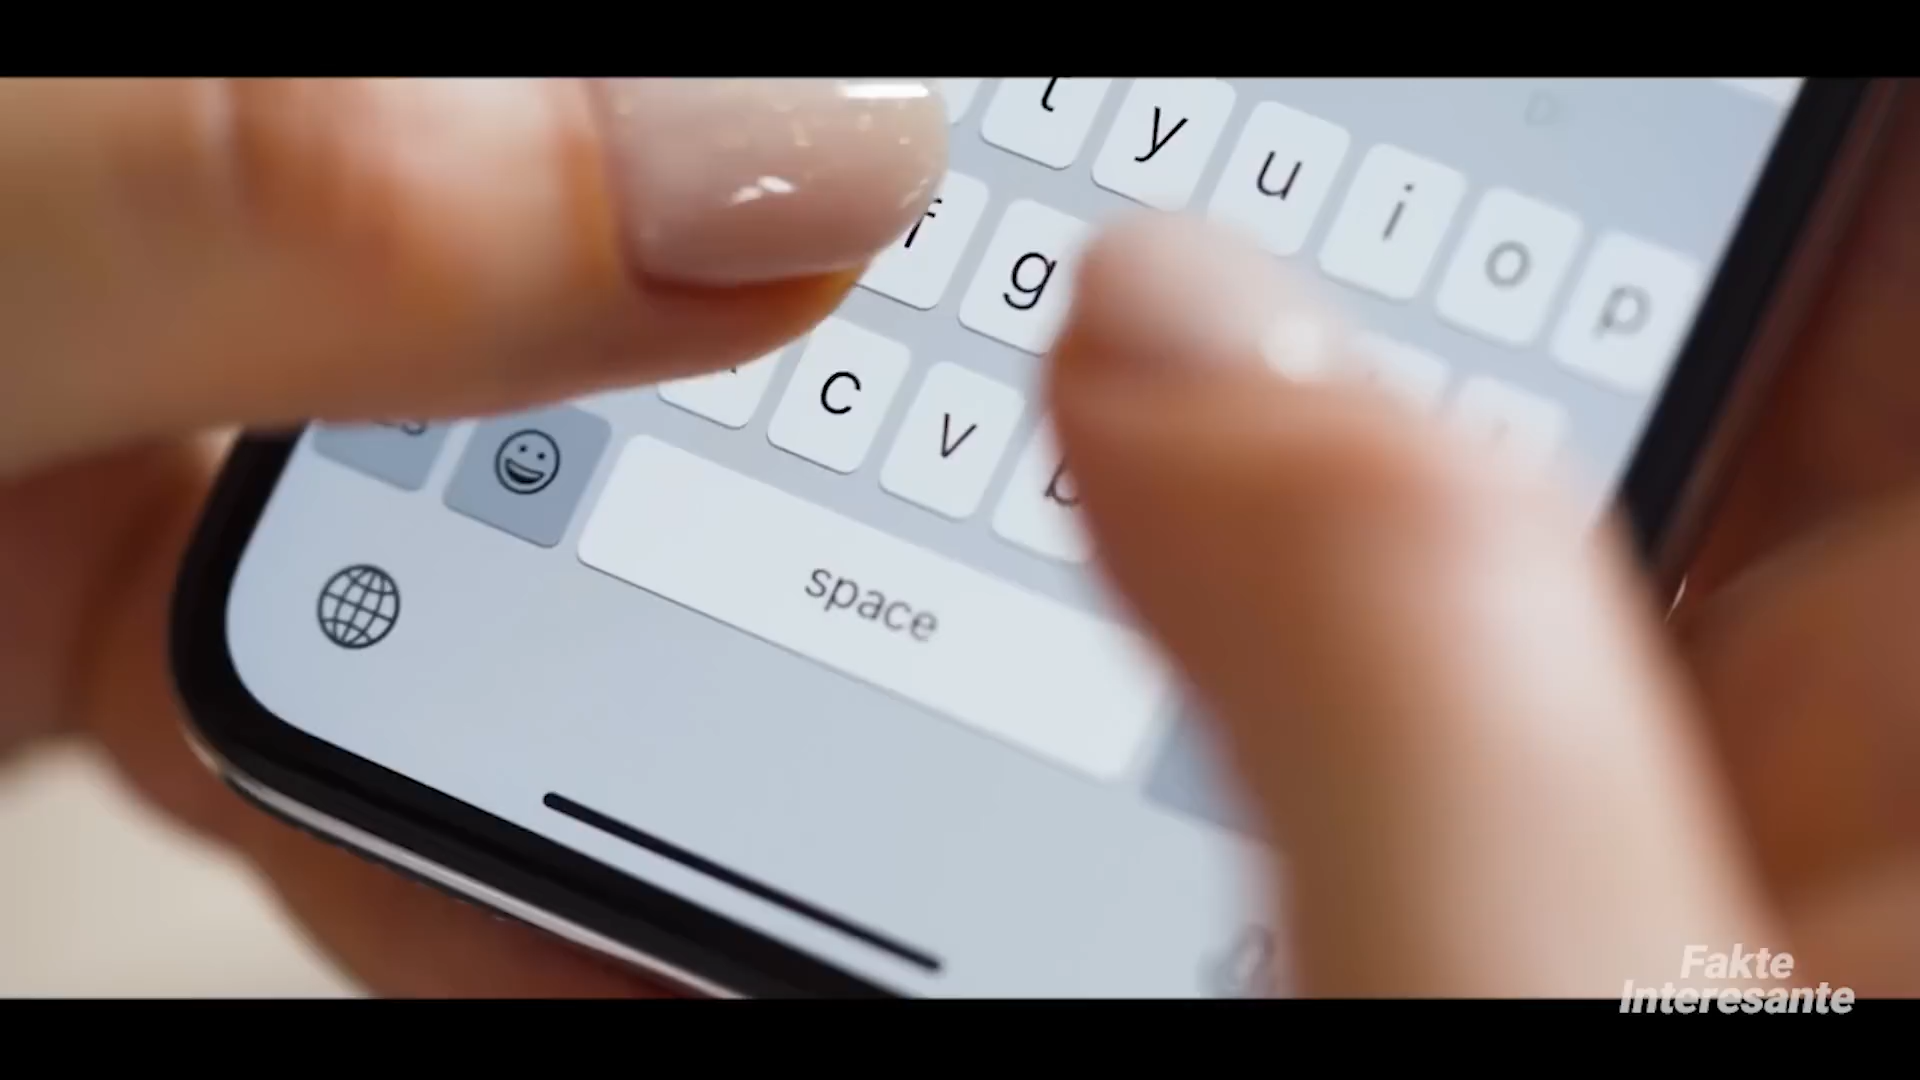 t y u i o p
f g
c v b
space
Fakte
Interesante